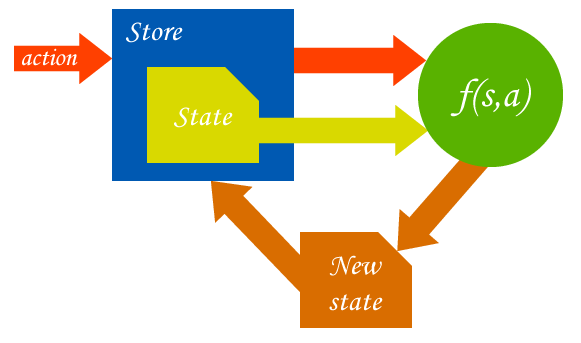 Store
action
State
f(s,a)
New
state